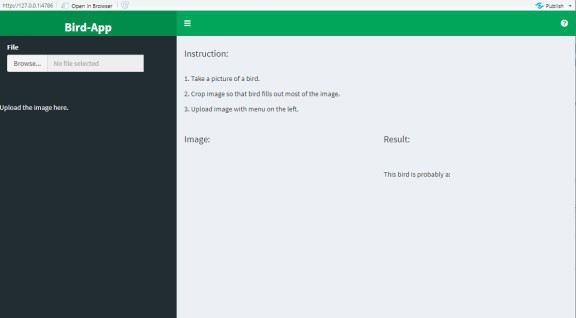 http://127.0.0.1:4786 Open in Browser Publish
Bird-App
File
Browse... No file selected
Upload the image here.
Instruction:
1. Take a picture of a bird.
2. Crop image so that bird fills out most of the image.
3. Upload image with menu on the left.
Image: Result:
This bird is probably a: